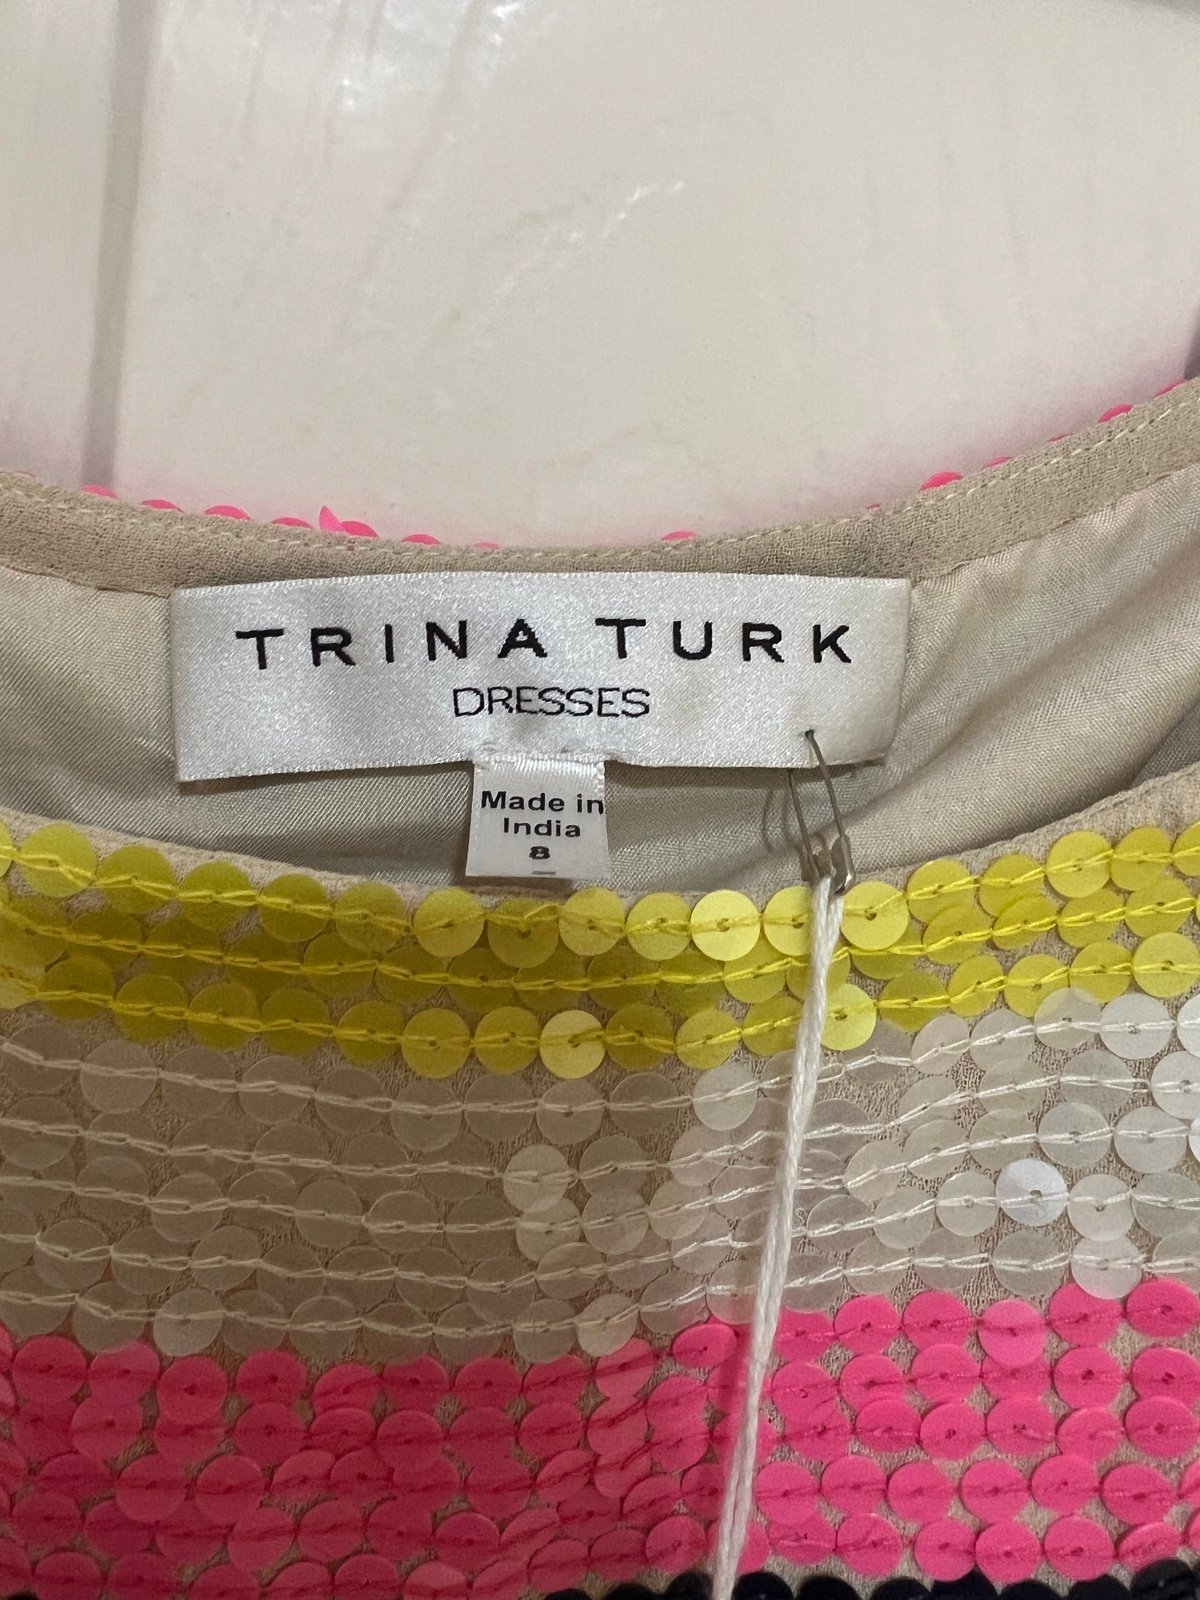 TRINA TURK
DRESSES
Made in
India
8